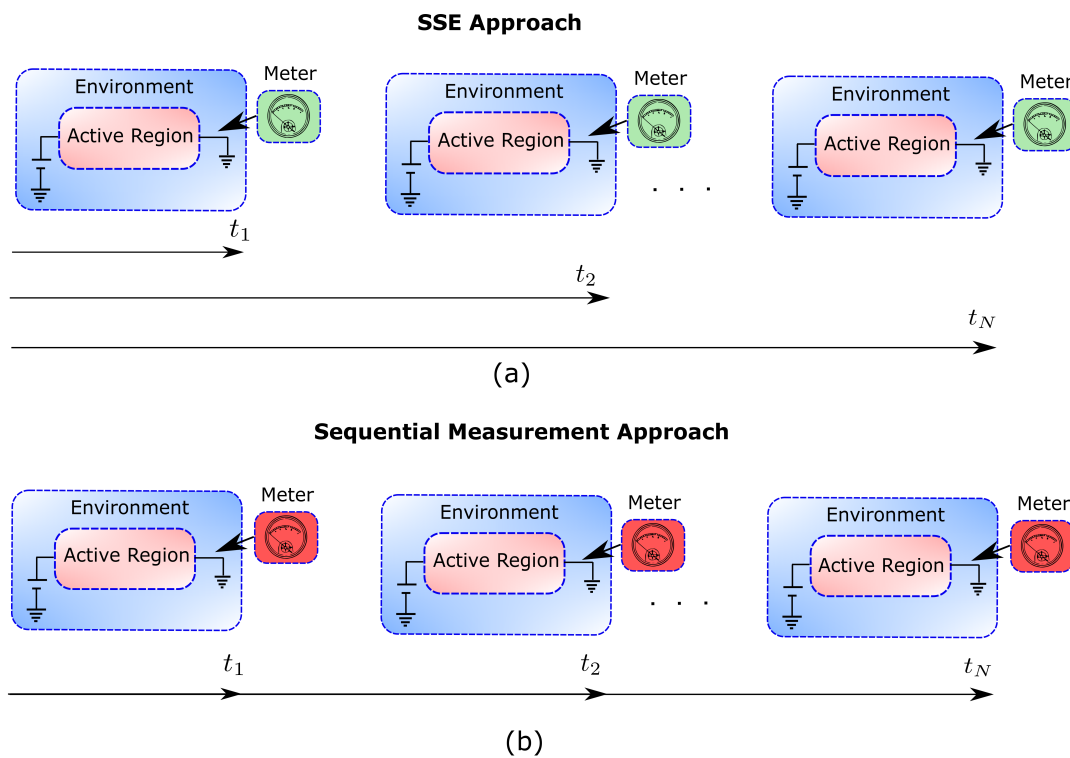 SSE Approach
Environment
Meter
Active Region
Environment
Meter
Active Region
Environment
Meter
Active Region
. . .
t1
t2
tN
(a)
Sequential Measurement Approach
Environment
Meter
Active Region
Environment
Meter
Active Region
Environment
Meter
Active Region
. . .
t1
t2
tN
(b)